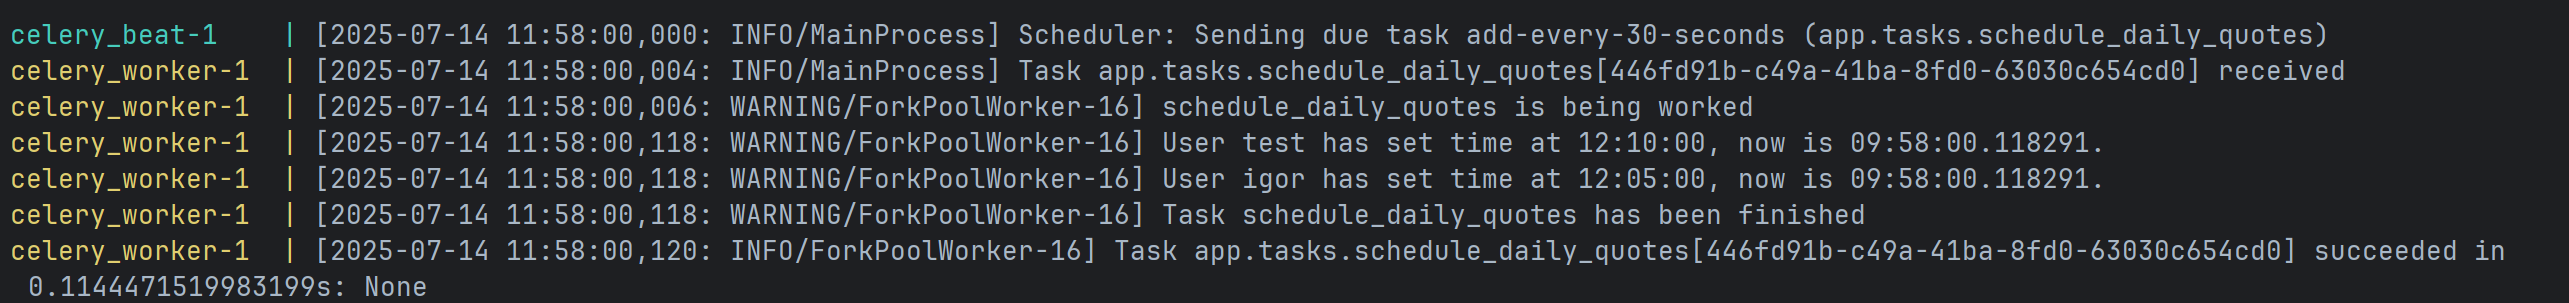 celery_beat-1    | [2025-07-14 11:58:00,000: INFO/MainProcess] Scheduler: Sending due task add-every-30-seconds (app.tasks.schedule_daily_quotes)
celery_worker-1  | [2025-07-14 11:58:00,004: INFO/MainProcess] Task app.tasks.schedule_daily_quotes[446fd91b-c49a-41ba-8fd0-63030c654cd0] received
celery_worker-1  | [2025-07-14 11:58:00,006: WARNING/ForkPoolWorker-16] schedule_daily_quotes is being worked
celery_worker-1  | [2025-07-14 11:58:00,118: WARNING/ForkPoolWorker-16] User test has set time at 12:10:00, now is 09:58:00.118291.
celery_worker-1  | [2025-07-14 11:58:00,118: WARNING/ForkPoolWorker-16] User igor has set time at 12:05:00, now is 09:58:00.118291.
celery_worker-1  | [2025-07-14 11:58:00,118: WARNING/ForkPoolWorker-16] Task schedule_daily_quotes has been finished
celery_worker-1  | [2025-07-14 11:58:00,120: INFO/ForkPoolWorker-16] Task app.tasks.schedule_daily_quotes[446fd91b-c49a-41ba-8fd0-63030c654cd0] succeeded in
0.1144471519983199s: None